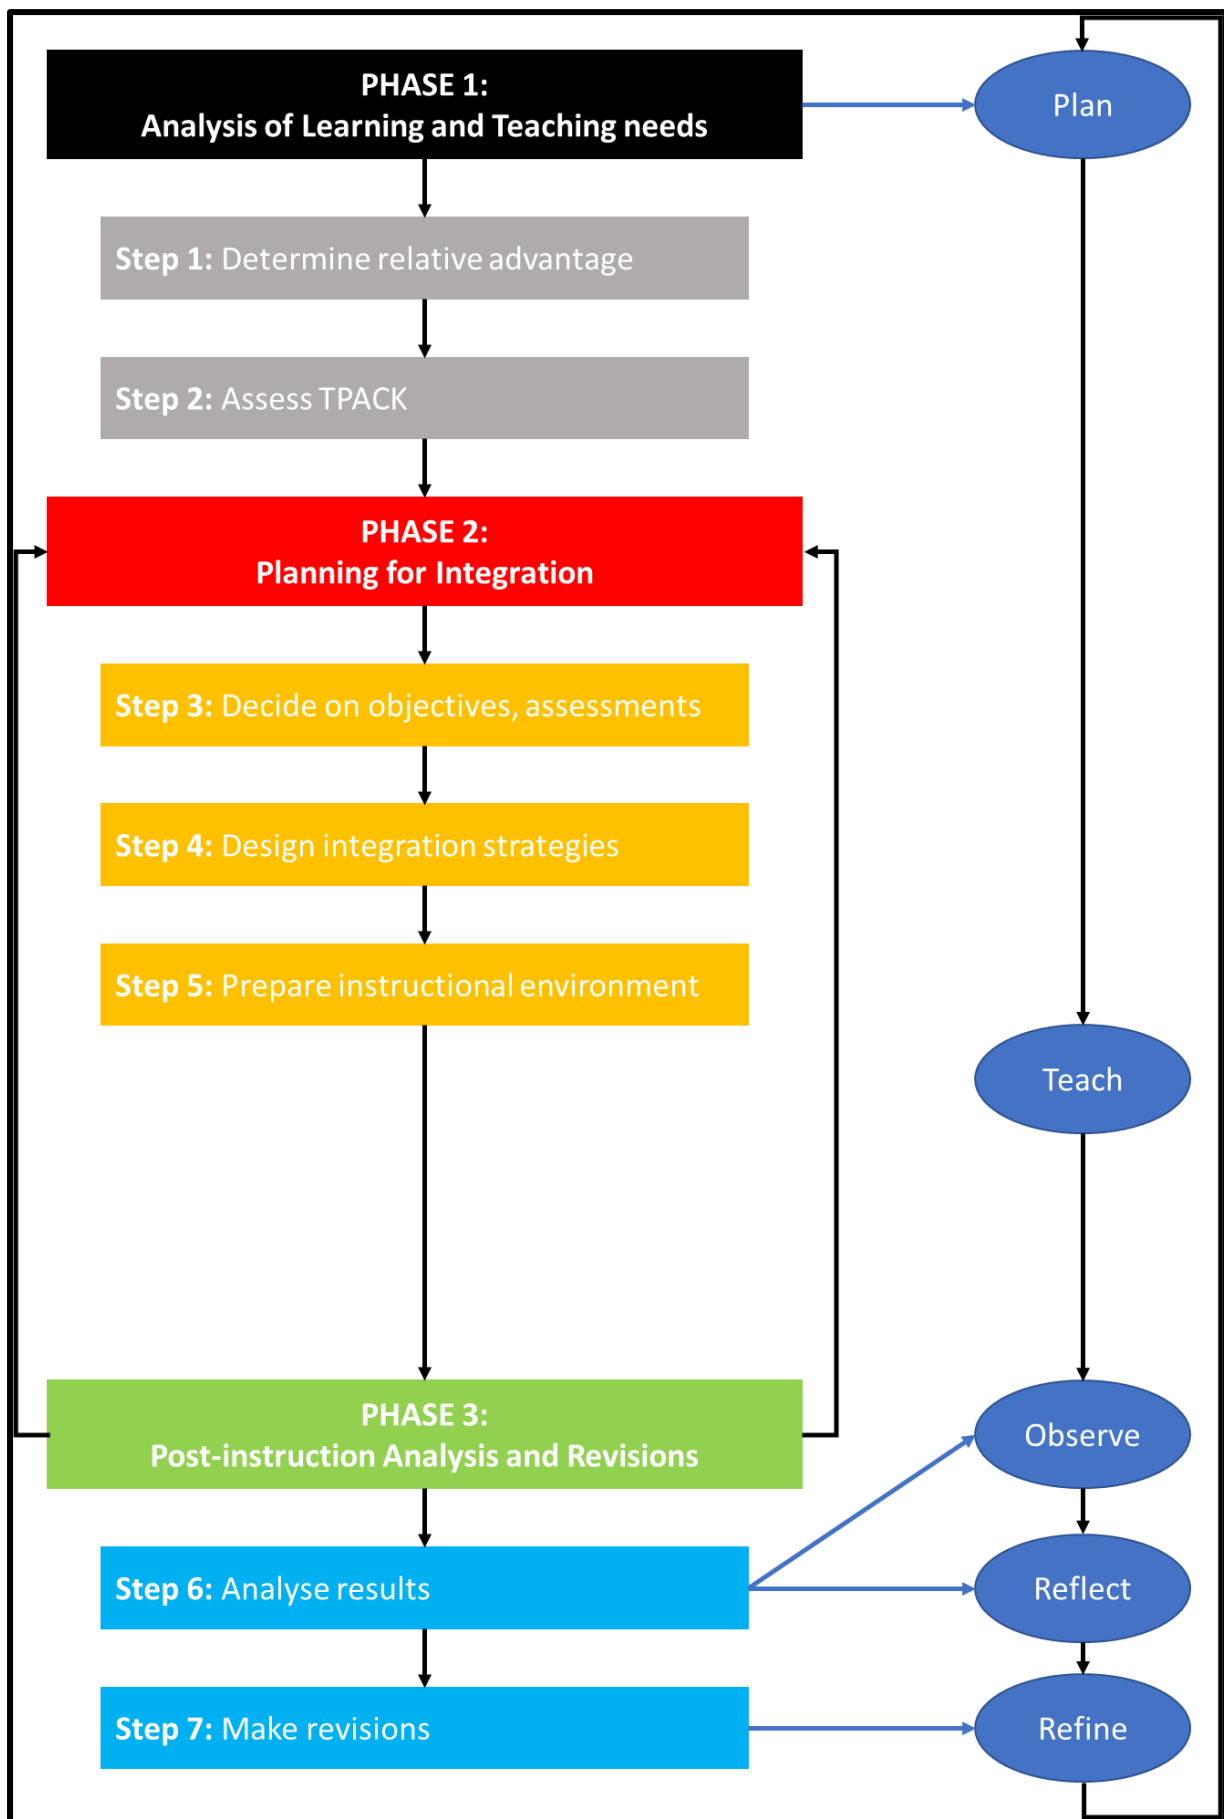 PHASE 1:
Analysis of Learning and Teaching needs
Plan
Step 1: Determine relative advantage
Step 2: Assess TPACK
PHASE 2:
Planning for Integration
Step 3: Decide on objectives, assessments
Step 4: Design integration strategies
Step 5: Prepare instructional environment
Teach
PHASE 3:
Post-instruction Analysis and Revisions
Observe
Step 6: Analyse results
Reflect
Step 7: Make revisions
Refine